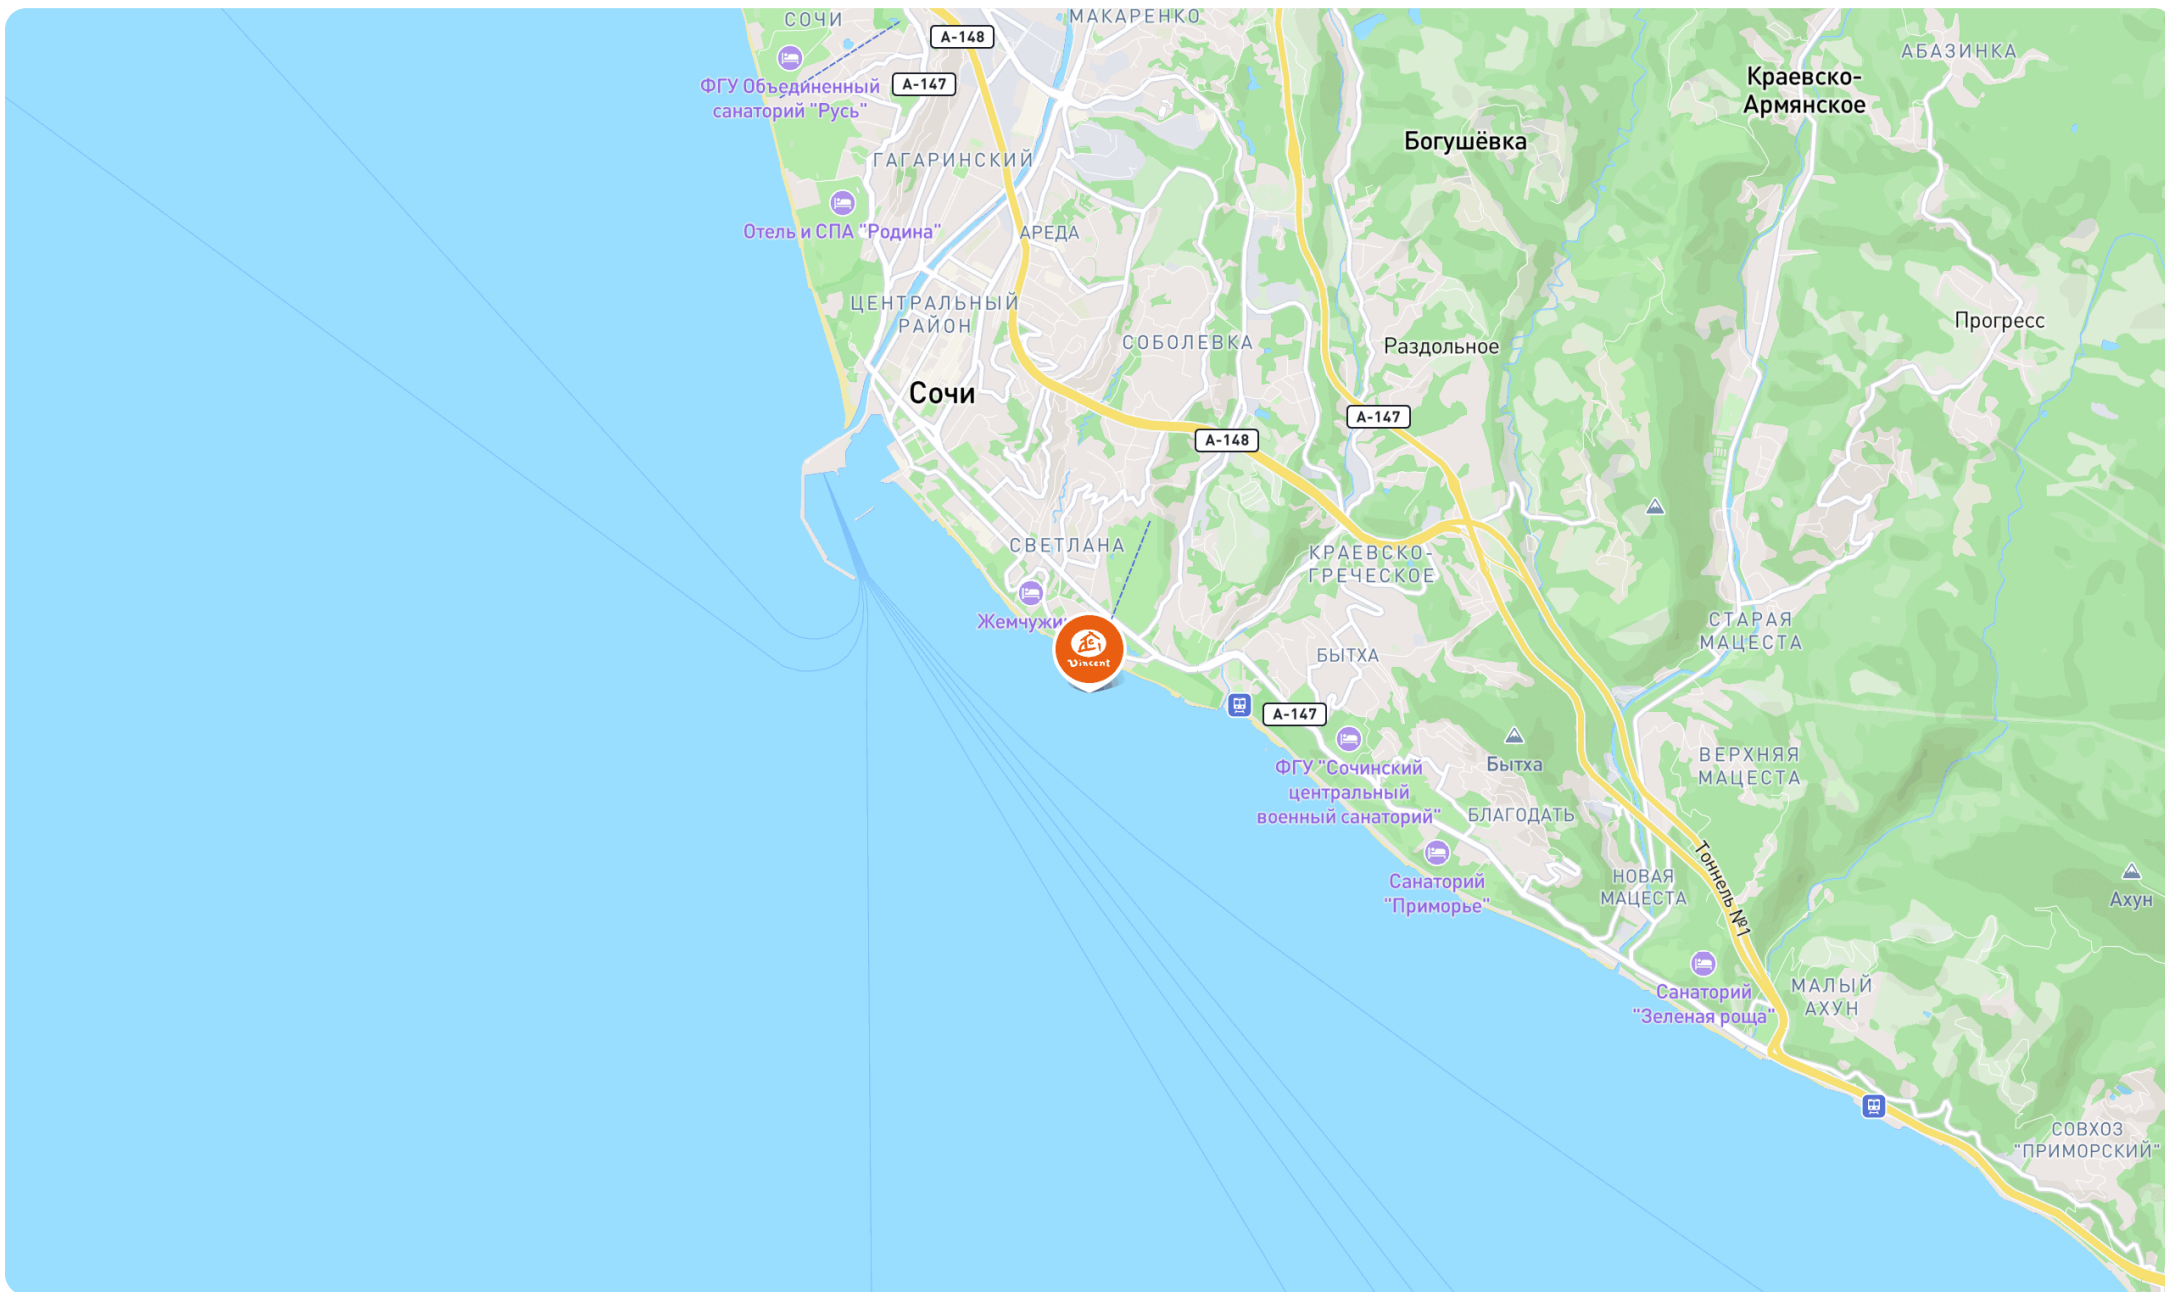 СОЧИ
МАКАРЕНКО
А-148
АБАЗИНКА
ФГУ Объединенный
санаторий "Русь"
А-147
Краевско-
Армянское
Богушёвка
ГАГАРИНСКИЙ
Отель и СПА "Родина"
АРЕДА
ЦЕНТРАЛЬНЫЙ
РАЙОН
СОБОЛЕВКА
Раздольное
Прогресс
Сочи
А-147
А-148
СВЕТЛАНА
КРАЕВСКО-
ГРЕЧЕСКОЕ
Жемчужи
Vincent
СТАРАЯ
МАЦЕСТА
БЫТХА
А-147
ФГУ "Сочинский
центральный
военный санаторий"
Бытха
ВЕРХНЯЯ
МАЦЕСТА
БЛАГОДАТЬ
Санаторий
"Приморье"
НОВАЯ
МАЦЕСТА
Тоннель №1
Ахун
Санаторий
"Зеленая роща"
МАЛЫЙ
АХУН
СОВХОЗ
"ПРИМОРСКИЙ"